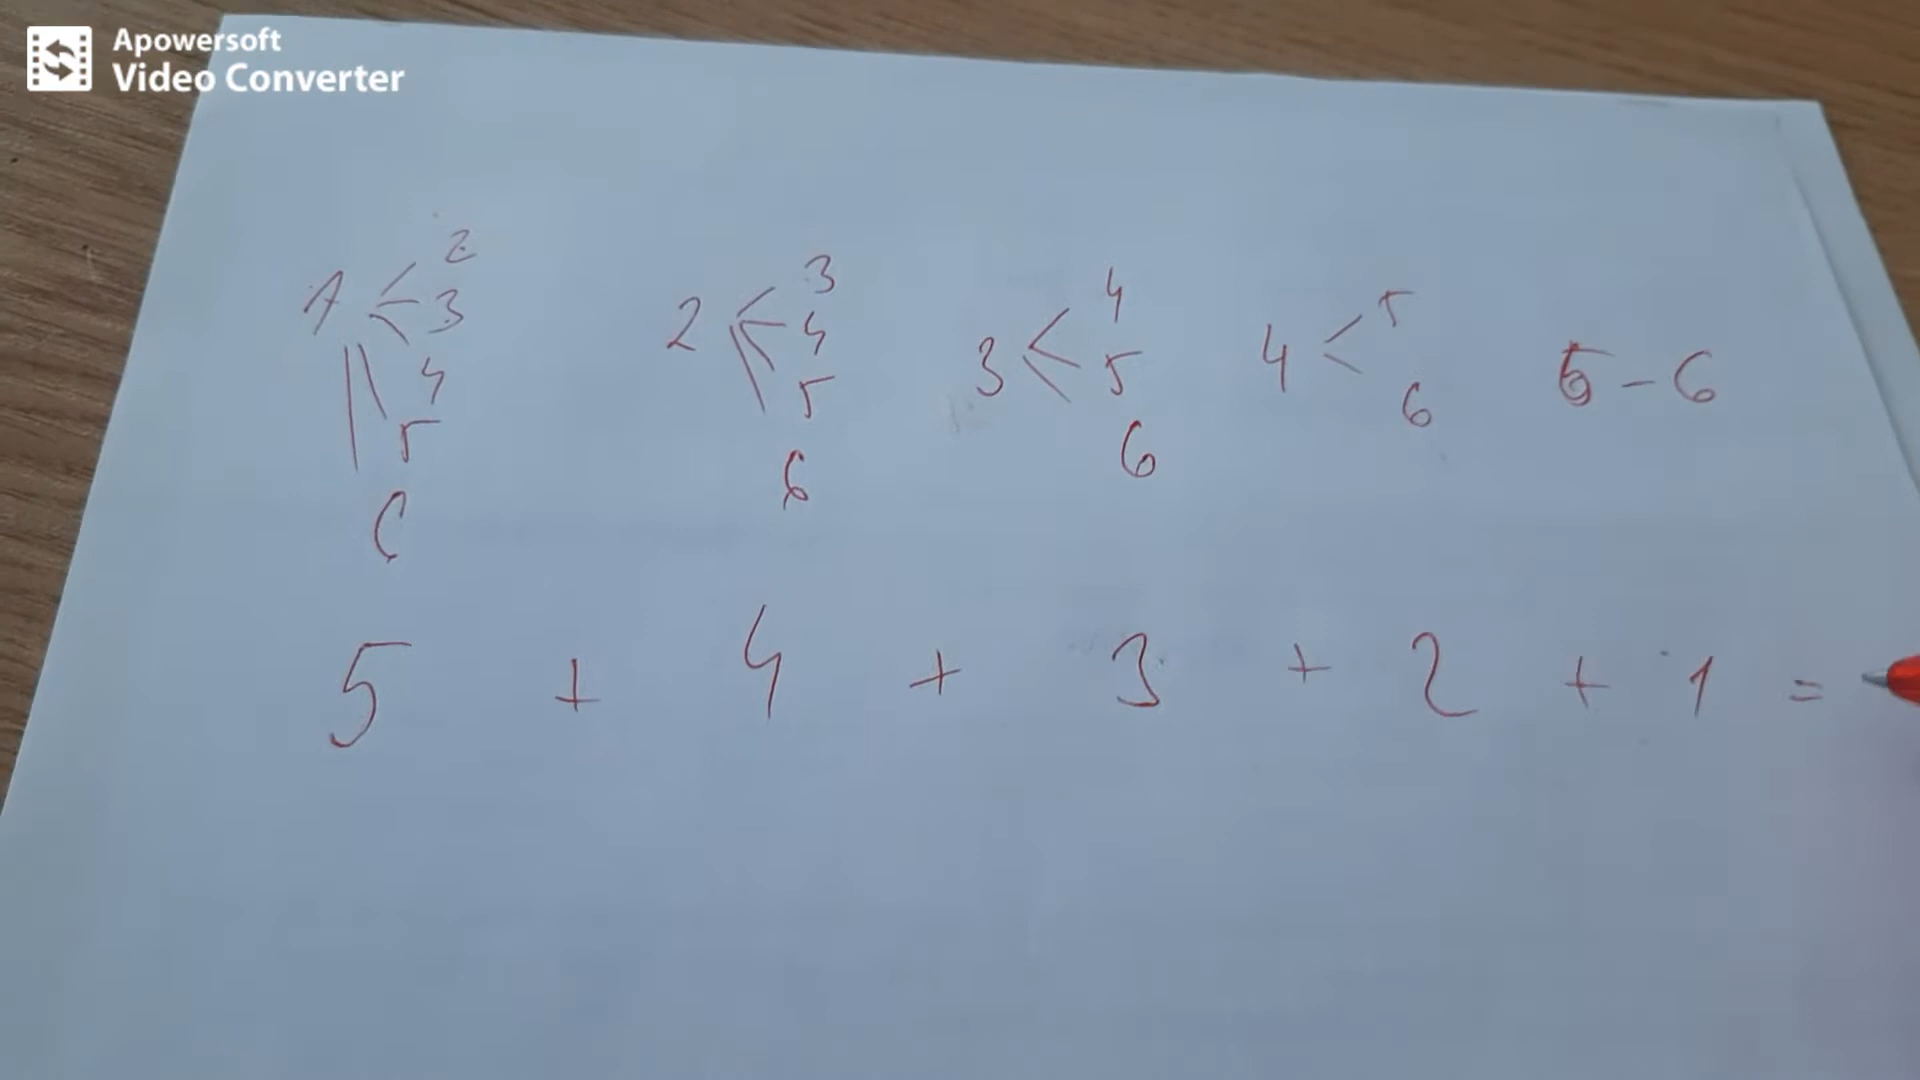 Apowersoft
Video Converter
1 < 2 3 4 5 6
2 < 3 4 5 6
3 < 4 5 6
4 < 5 6
5 - 6
5 + 4 + 3 + 2 + 1 =